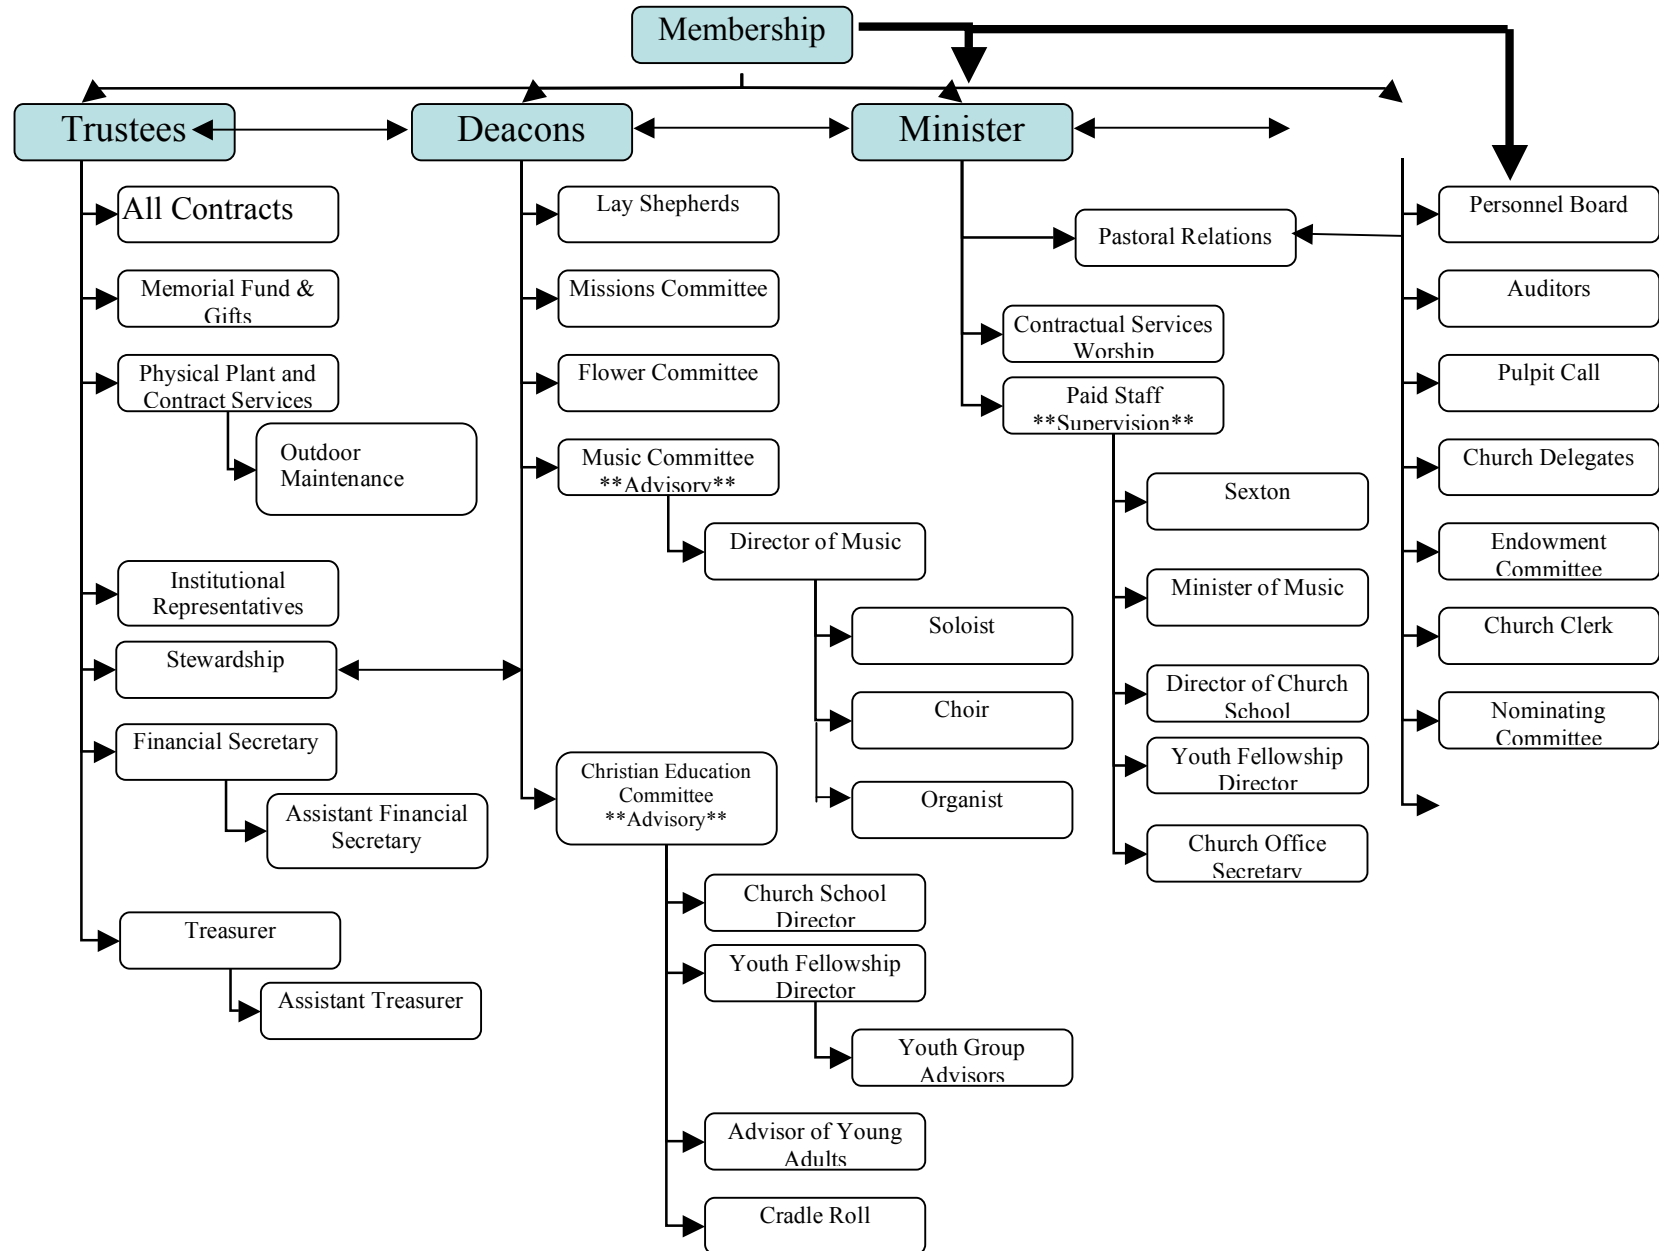 Membership
Trustees
Deacons
Minister
All Contracts
Memorial Fund &
Gifts
Physical Plant and
Contract Services
Outdoor
Maintenance
Institutional
Representatives
Stewardship
Financial Secretary
Assistant Financial
Secretary
Treasurer
Assistant Treasurer
Lay Shepherds
Missions Committee
Flower Committee
Music Committee
**Advisory**
Director of Music
Soloist
Choir
Organist
Christian Education
Committee
**Advisory**
Church School
Director
Youth Fellowship
Director
Youth Group
Advisors
Advisor of Young
Adults
Cradle Roll
Pastoral Relations
Contractual Services
Worship
Paid Staff
**Supervision**
Sexton
Minister of Music
Director of Church
School
Youth Fellowship
Director
Church Office
Secretary
Personnel Board
Auditors
Pulpit Call
Church Delegates
Endowment
Committee
Church Clerk
Nominating
Committee